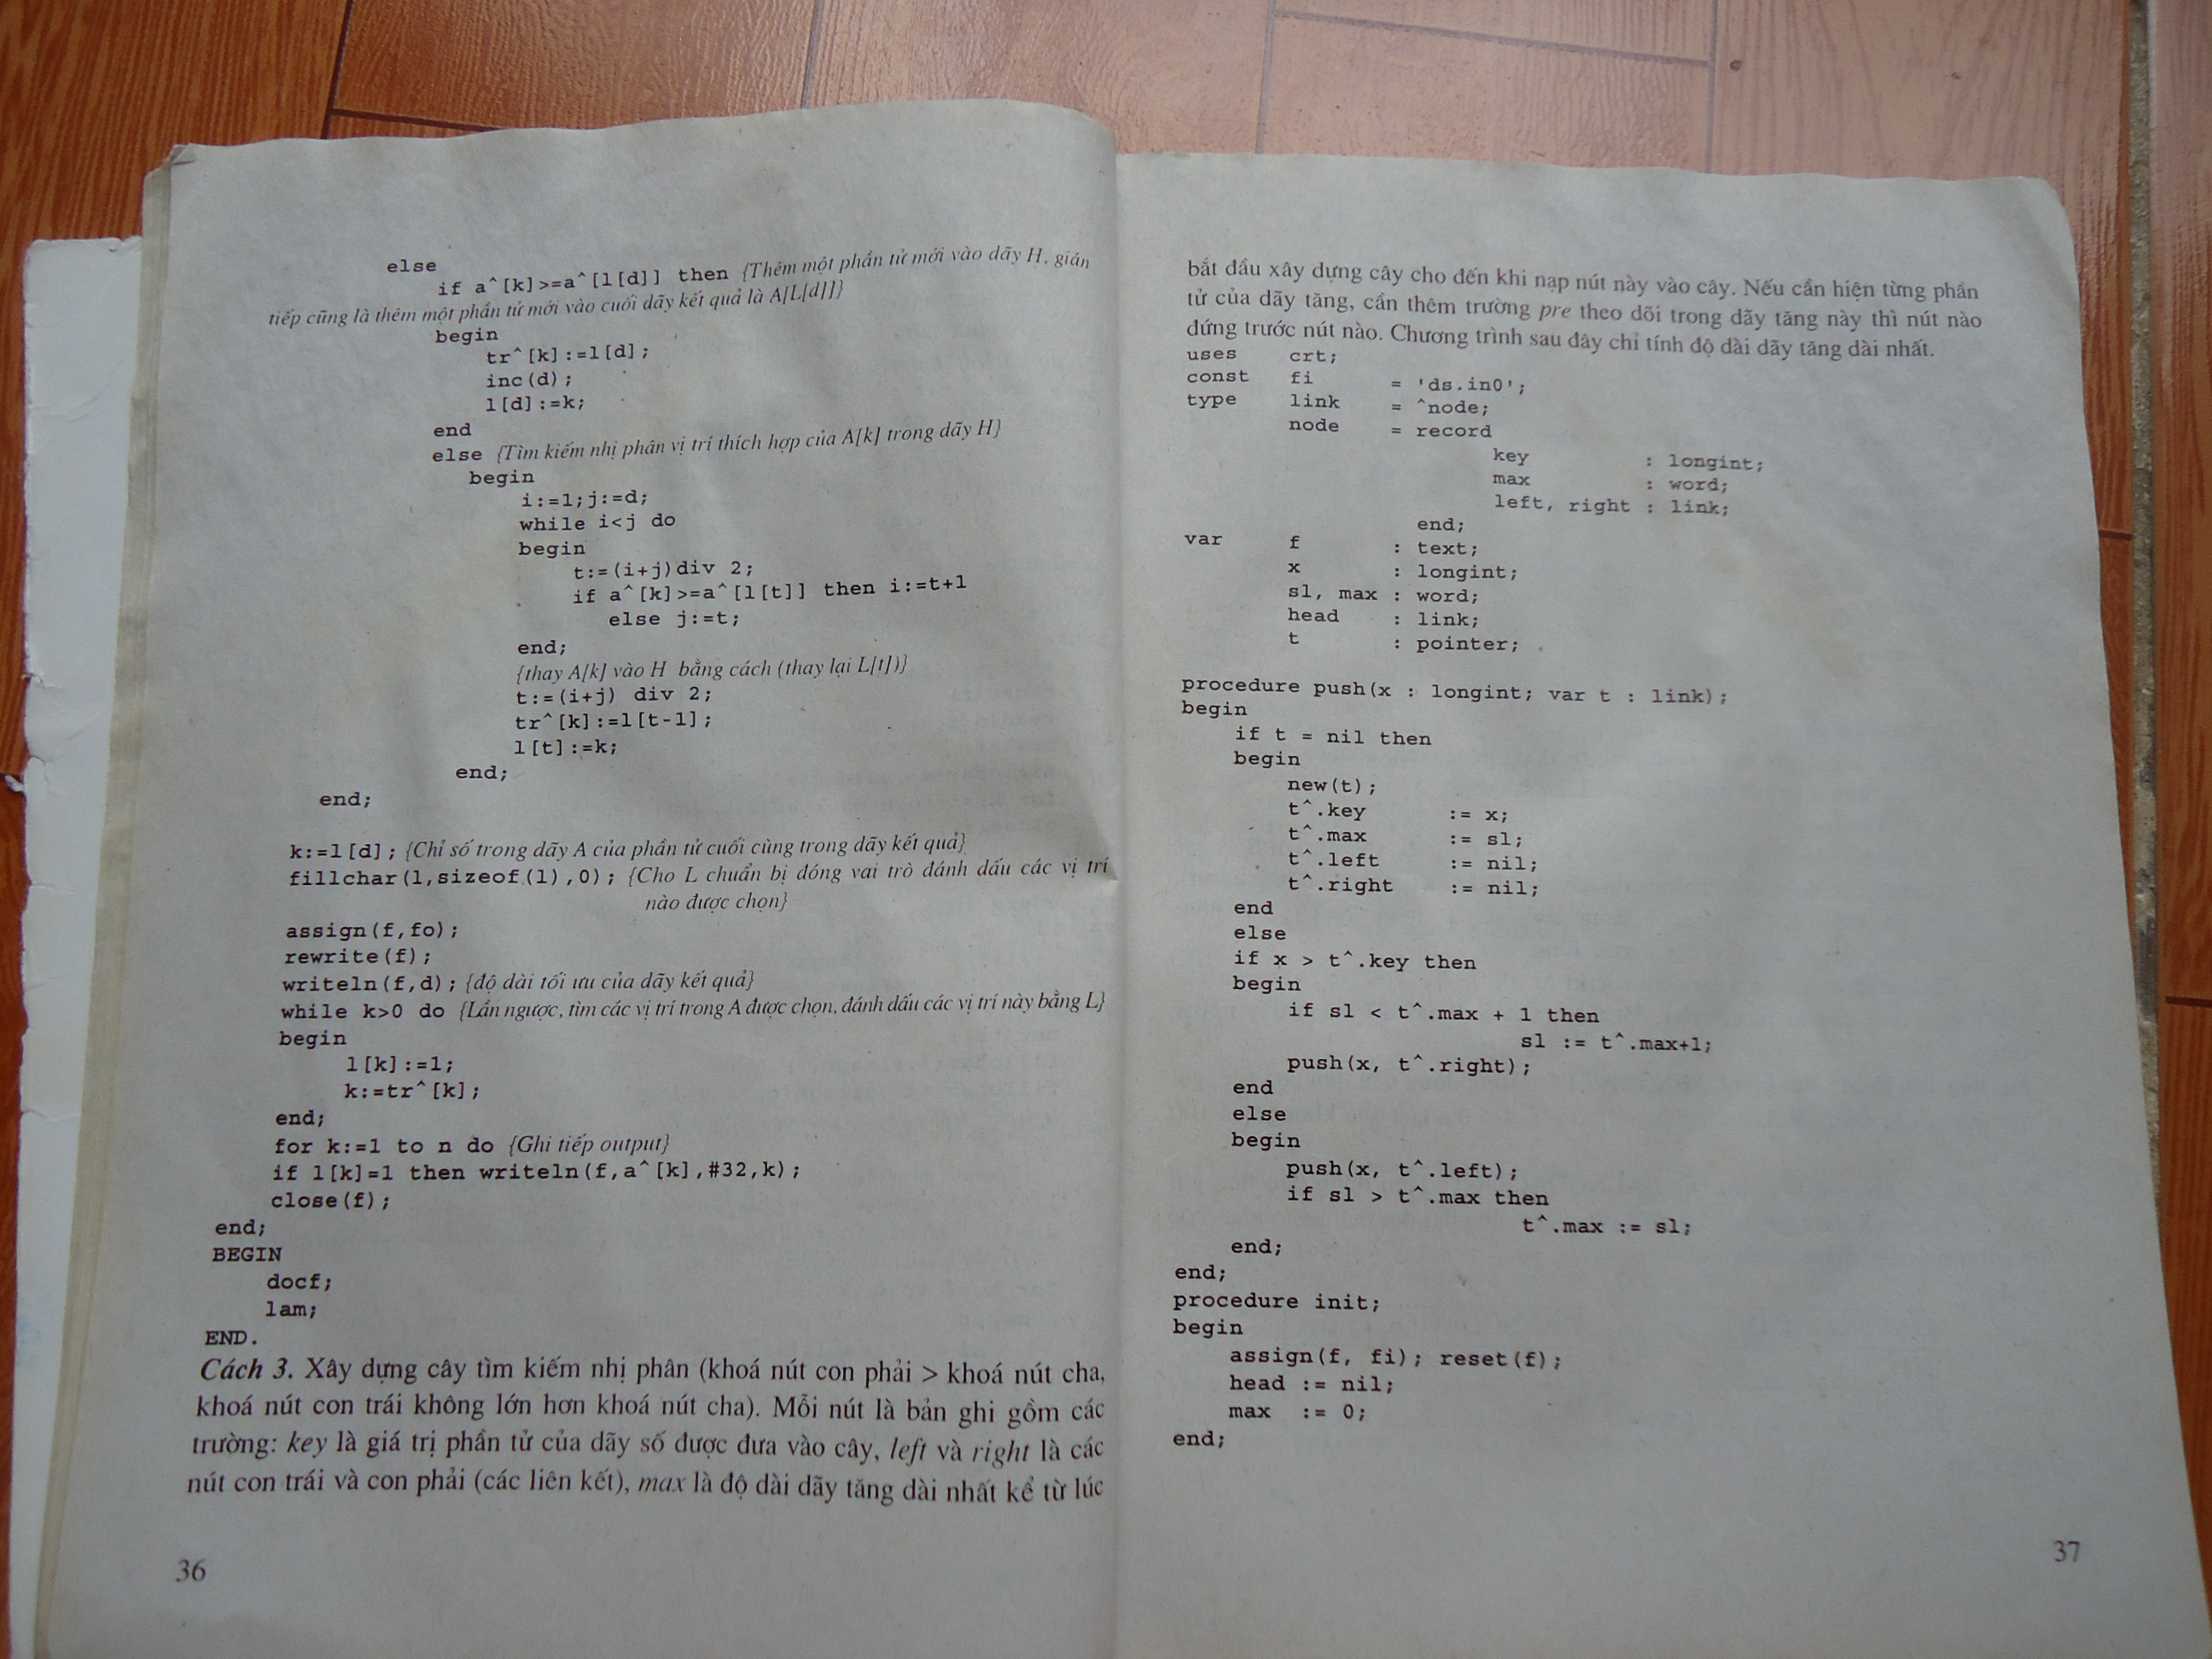 else
if a^[k]>=a^[l[d]] then {Thêm một phần tử mới vào dãy H, gián
tiếp cũng là thêm một phần tử mới vào cuối dãy kết quả là A[L[d]]}
begin
tr^[k]:=l[d];
inc(d);
l[d]:=k;
end
else {Tìm kiếm nhị phân vị trí thích hợp của A[k] trong dãy H}
begin
i:=1;j:=d;
while i<j do
begin
t:=(i+j)div 2;
if a^[k]>=a^[l[t]] then i:=t+1
else j:=t;
end;
{thay A[k] vào H bằng cách (thay lại L[t])}
t:=(i+j) div 2;
tr^[k]:=l[t-1];
l[t]:=k;
end;
end;
k:=l[d]; {Chỉ số trong dãy A của phần tử cuối cùng trong dãy kết quả}
fillchar(l,sizeof(l),0); {Cho L chuẩn bị đóng vai trò đánh dấu các vị trí
nào được chọn}
assign(f,fo);
rewrite(f);
writeln(f,d); {độ dài tối ưu của dãy kết quả}
while k>0 do {Lần ngược, tìm các vị trí trong A được chọn, đánh dấu các vị trí này bằng L}
begin
l[k]:=1;
k:=tr^[k];
end;
for k:=1 to n do {Ghi tiếp output}
if l[k]=1 then writeln(f,a^[k],#32,k);
close(f);
end;
BEGIN
docf;
lam;
END.
Cách 3. Xây dựng cây tìm kiếm nhị phân (khoá nút con phải > khoá nút cha,
khoá nút con trái không lớn hơn khoá nút cha). Mỗi nút là bản ghi gồm các
trường: key là giá trị phần tử của dãy số được đưa vào cây, left và right là các
nút con trái và con phải (các liên kết), max là độ dài dãy tăng dài nhất kể từ lúc
36
bắt đầu xây dựng cây cho đến khi nạp nút này vào cây. Nếu cần hiện từng phần
tử của dãy tăng, cần thêm trường pre theo dõi trong dãy tăng này thì nút nào
đứng trước nút nào. Chương trình sau đây chỉ tính độ dài dãy tăng dài nhất.
uses crt;
const fi = 'ds.in0';
type link = ^node;
node = record
key : longint;
max : word;
left, right : link;
end;
var f : text;
x : longint;
sl, max : word;
head : link;
t : pointer;
procedure push(x : longint; var t : link);
begin
if t = nil then
begin
new(t);
t^.key := x;
t^.max := sl;
t^.left := nil;
t^.right := nil;
end
else
if x > t^.key then
begin
if sl < t^.max + 1 then
sl := t^.max+1;
push(x, t^.right);
end
else
begin
push(x, t^.left);
if sl > t^.max then
t^.max := sl;
end;
end;
procedure init;
begin
assign(f, fi); reset(f);
head := nil;
max := 0;
end;
37